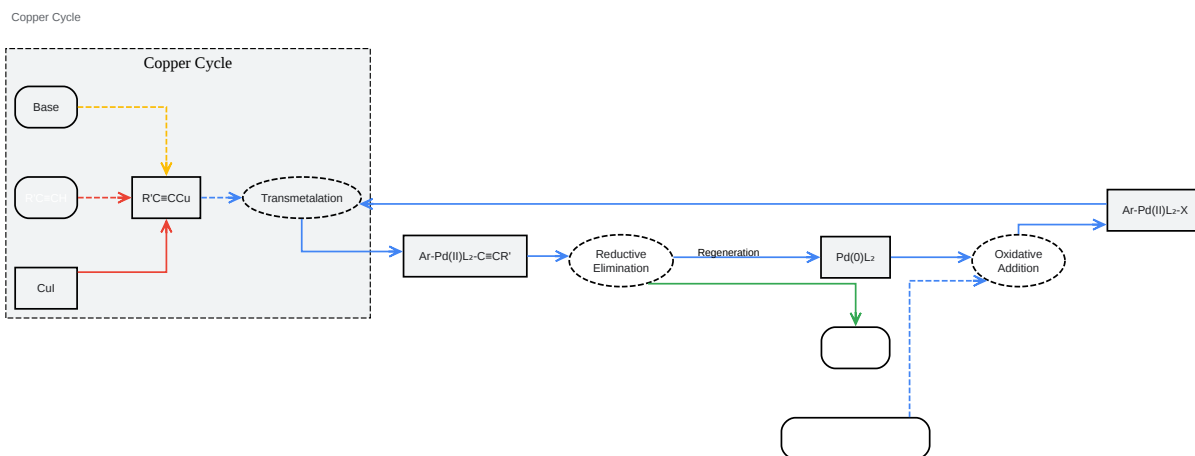 Copper Cycle
Copper Cycle
Base
R'C≡CH
R'C≡CCu
Transmetalation
CuI
Ar-Pd(II)L₂-C≡CR'
Reductive
Elimination
Regeneration
Pd(0)L₂
Oxidative
Addition
Ar-Pd(II)L₂-X